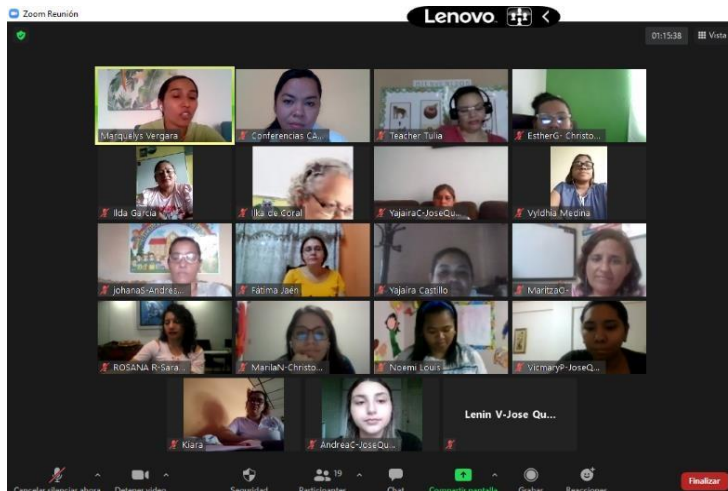 Zoom Reunión
Lenovo
01:15:38
Vista
Marquelys Vergara
Conferencias CA...
Teacher Tulia
EstherG- Christo...
Ilda García
Ilka de Coral
YajairaC-JoseQu...
Vyldhia Medina
johanaS-Andres...
Fátima Jaén
Yajaira Castillo
MaritzaO-
ROSANA R-Sara...
MarilaN-Christo...
Noemi Louis
VicmaryP-JoseQ...
Kiara
AndreaC-JoseQu...
Lenin V-Jose Qu...
19
Cancelar silenciar ahora
Detener video
Seguridad
Participantes
Chat
Compartir pantalla
Grabar
Reacciones
Finalizar